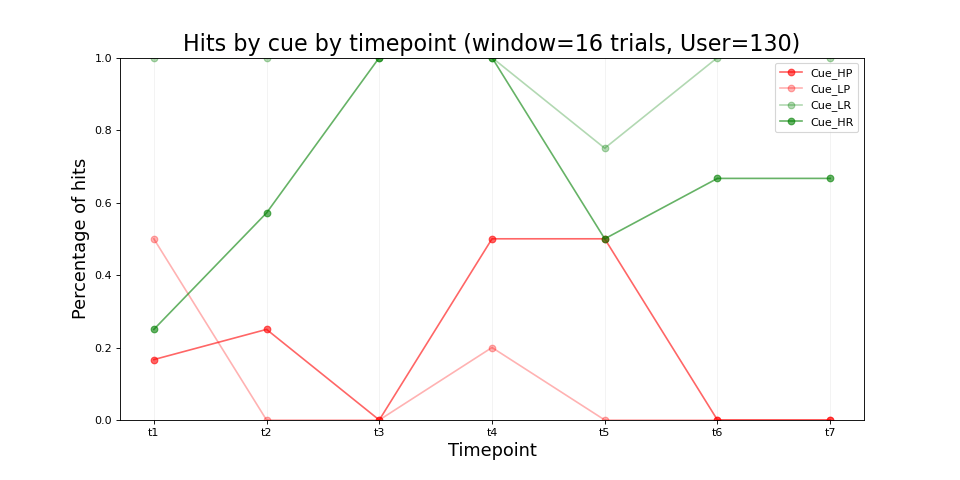 Hits by cue by timepoint (window=16 trials, User=130)
Percentage of hits
1.0
0.8
0.6
0.4
0.2
0.0
Cue_HP
Cue_LP
Cue_LR
Cue_HR
t1 t2 t3 t4 t5 t6 t7
Timepoint